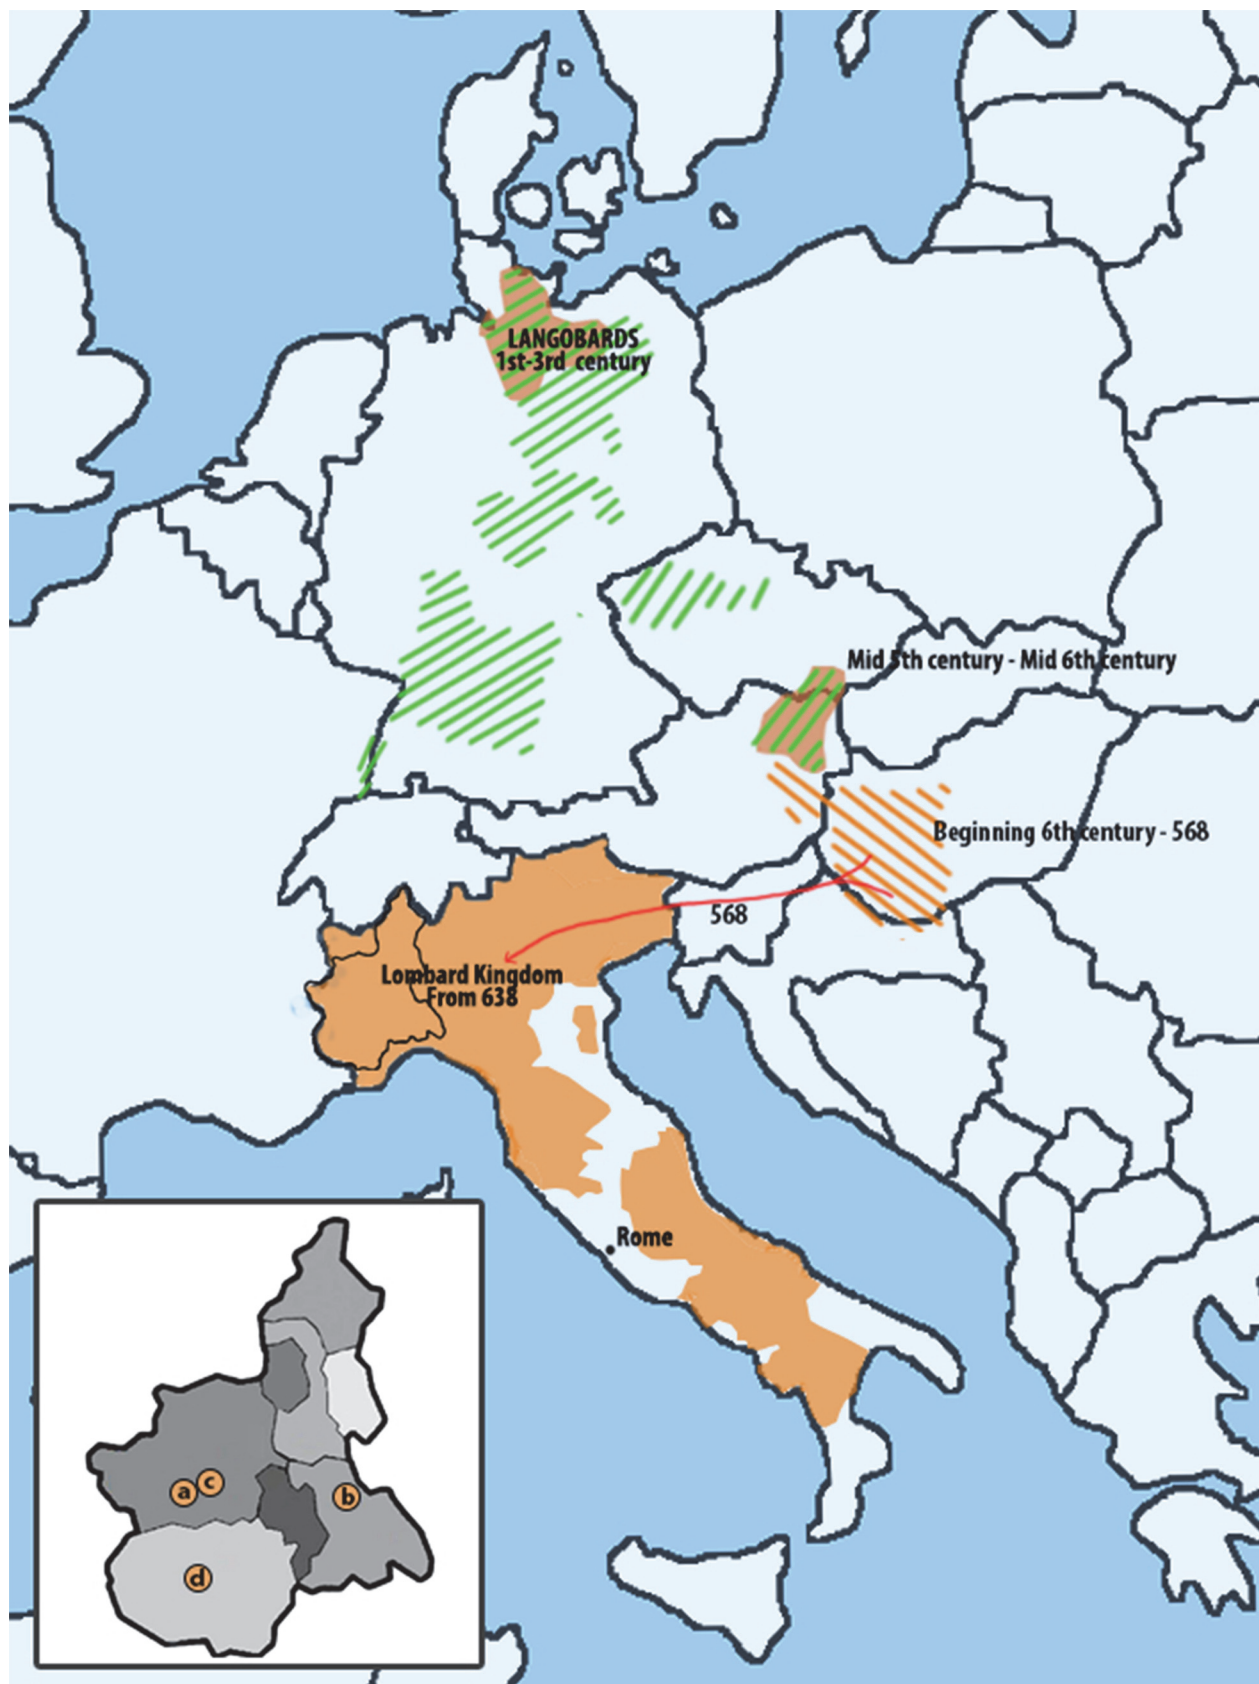 LANGOBARDS
1st-3rd century
Mid 5th century - Mid 6th century
Beginning 6th century - 568
568
Lombard Kingdom
From 638
Rome
a
c
b
d